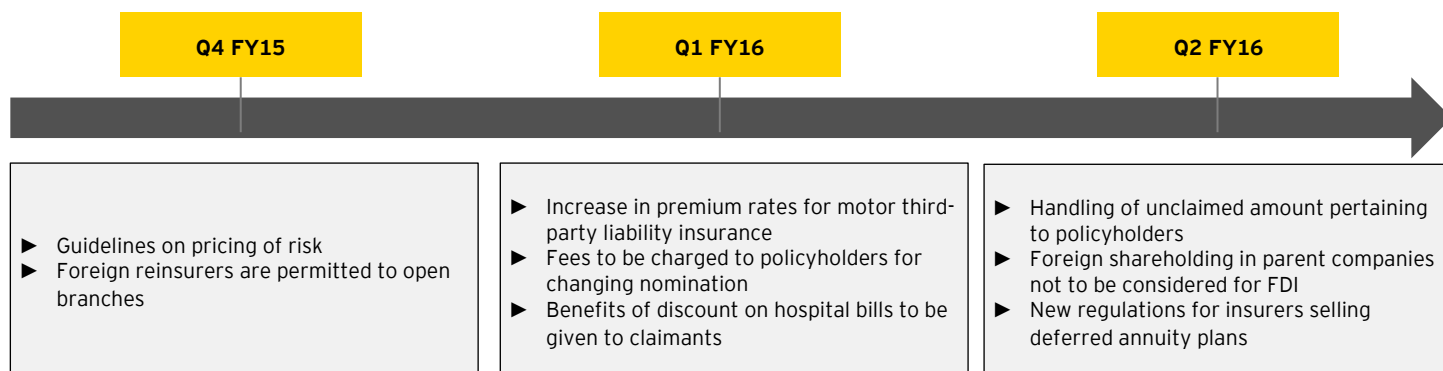 Q4 FY15
Q1 FY16
Q2 FY16
► Guidelines on pricing of risk
► Foreign reinsurers are permitted to open
branches
► Increase in premium rates for motor third-
party liability insurance
► Fees to be charged to policyholders for
changing nomination
► Benefits of discount on hospital bills to be
given to claimants
► Handling of unclaimed amount pertaining
to policyholders
► Foreign shareholding in parent companies
not to be considered for FDI
► New regulations for insurers selling
deferred annuity plans